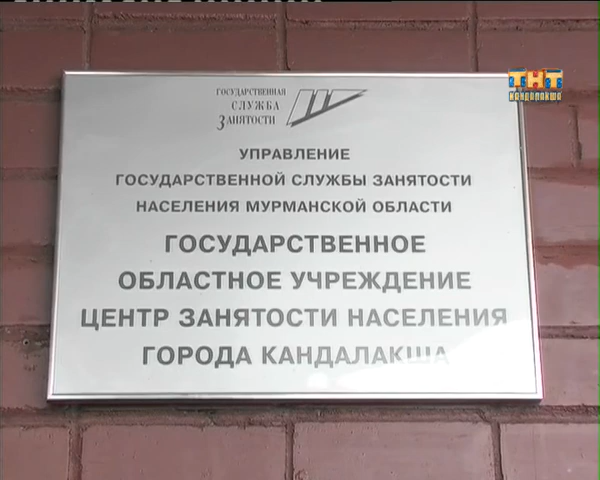 ТНТ
КАНДАЛАКША
ГОСУДАРСТВЕННАЯ
СЛУЖБА
ЗАНЯТОСТИ
УПРАВЛЕНИЕ
ГОСУДАРСТВЕННОЙ СЛУЖБЫ ЗАНЯТОСТИ
НАСЕЛЕНИЯ МУРМАНСКОЙ ОБЛАСТИ
ГОСУДАРСТВЕННОЕ
ОБЛАСТНОЕ УЧРЕЖДЕНИЕ
ЦЕНТР ЗАНЯТОСТИ НАСЕЛЕНИЯ
ГОРОДА КАНДАЛАКША